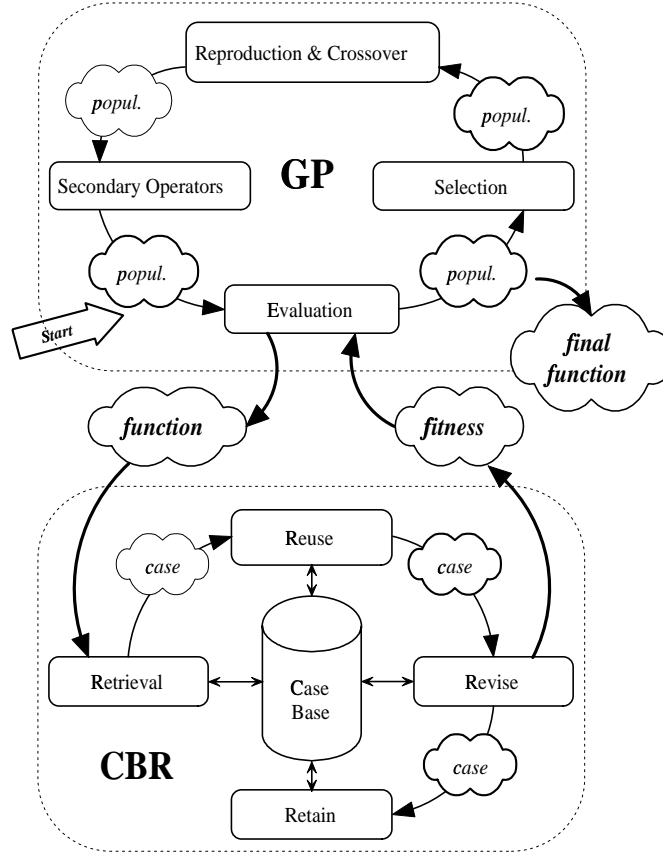 Reproduction & Crossover
popul.
popul.
Secondary Operators
GP
Selection
popul.
popul.
Evaluation
Start
final
function
function
fitness
Reuse
case
case
Retrieval
Case
Base
Revise
CBR
case
Retain